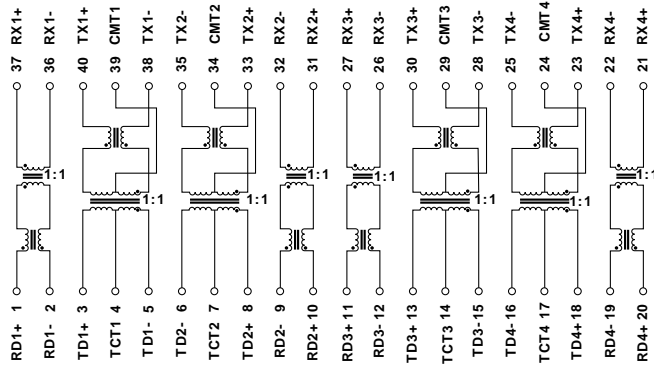 RX1+ RX1- TX1+ CMT1 TX1- TX2- CMT2 TX2+ RX2- RX2+ RX3+ RX3- TX3+ CMT3 TX3- TX4- CMT4 TX4+ RX4- RX4+
37 36 40 39 38 35 34 33 32 31 27 26 30 29 28 25 24 23 22 21
1:1 1:1 1:1 1:1 1:1 1:1 1:1 1:1
1 2 3 4 5 6 7 8 9 10 11 12 13 14 15 16 17 18 19 20
RD1+ RD1- TD1+ TCT1 TD1- TD2- TCT2 TD2+ RD2- RD2+ RD3+ RD3- TD3+ TCT3 TD3- TD4- TCT4 TD4+ RD4- RD4+